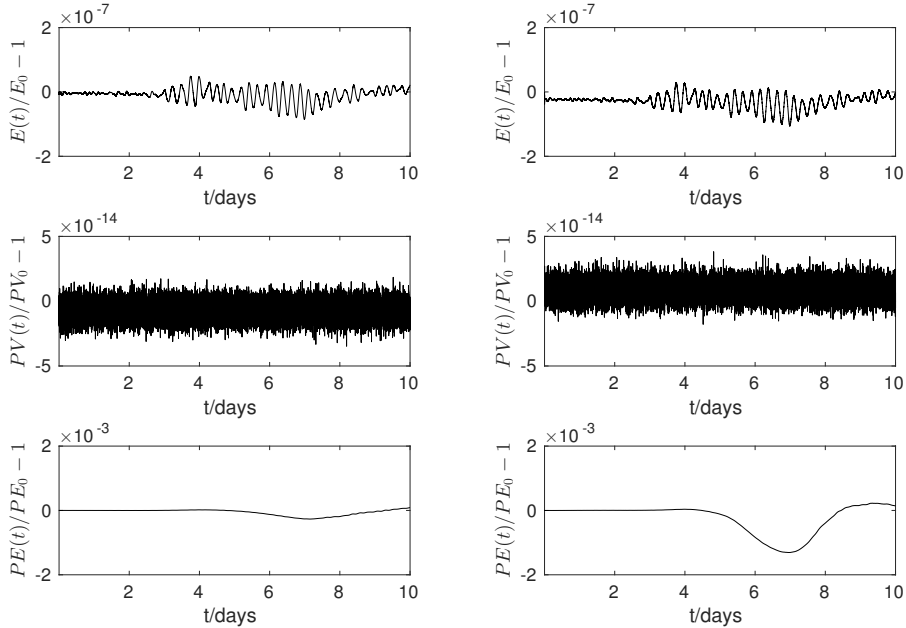 ×10⁻⁷
2
0
-2
E(t)/E₀ − 1
2 4 6 8 10
t/days
×10⁻⁷
2
0
-2
E(t)/E₀ − 1
2 4 6 8 10
t/days
×10⁻¹⁴
5
0
-5
PV(t)/PV₀ − 1
2 4 6 8 10
t/days
×10⁻¹⁴
5
0
-5
PV(t)/PV₀ − 1
2 4 6 8 10
t/days
×10⁻³
2
0
-2
PE(t)/PE₀ − 1
2 4 6 8 10
t/days
×10⁻³
2
0
-2
PE(t)/PE₀ − 1
2 4 6 8 10
t/days